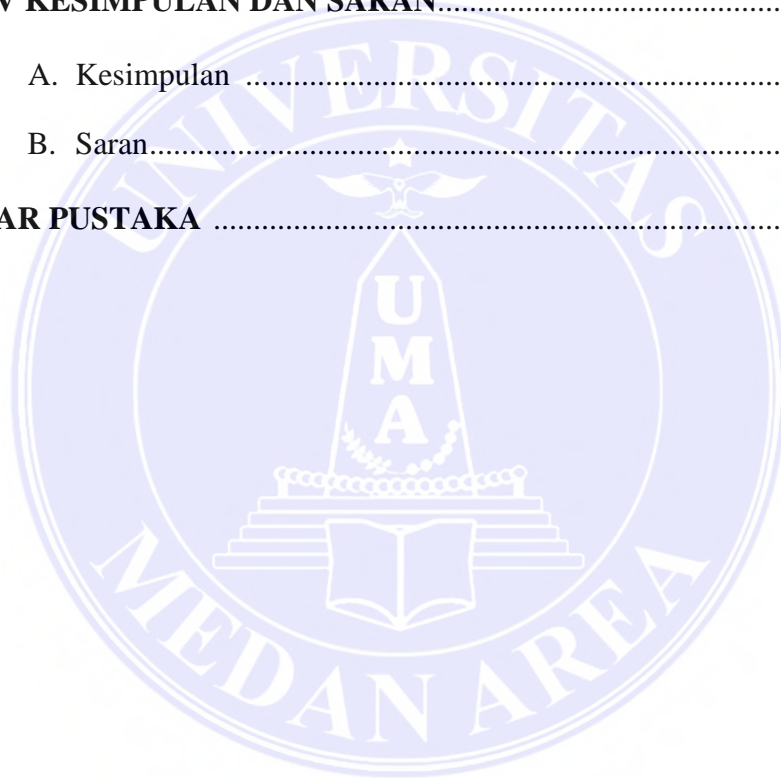 V KESIMPULAN DAN SARAN
A. Kesimpulan
B. Saran
AR PUSTAKA
UNIVERSITAS
UMA
MEDAN AREA